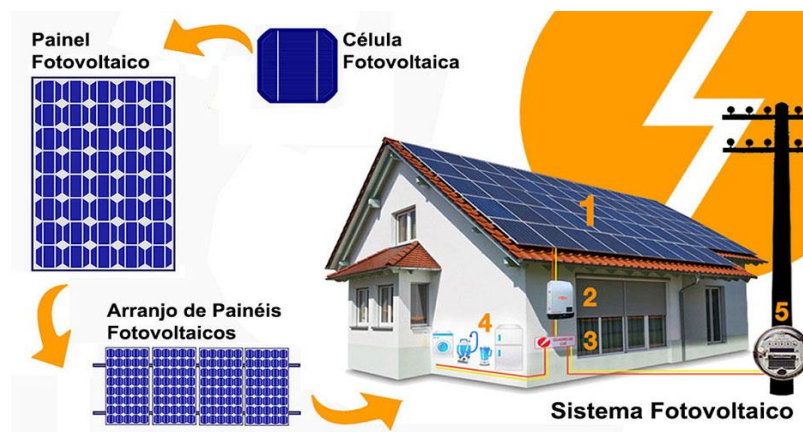 Painel
Fotovoltaico
Célula
Fotovoltaica
Arranjo de Painéis
Fotovoltaicos
1
2
3
4
5
Sistema Fotovoltaico